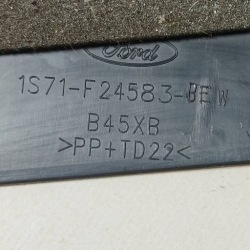 Ford
1S71-F24583-BEW
B45XB
>PP+TD22<